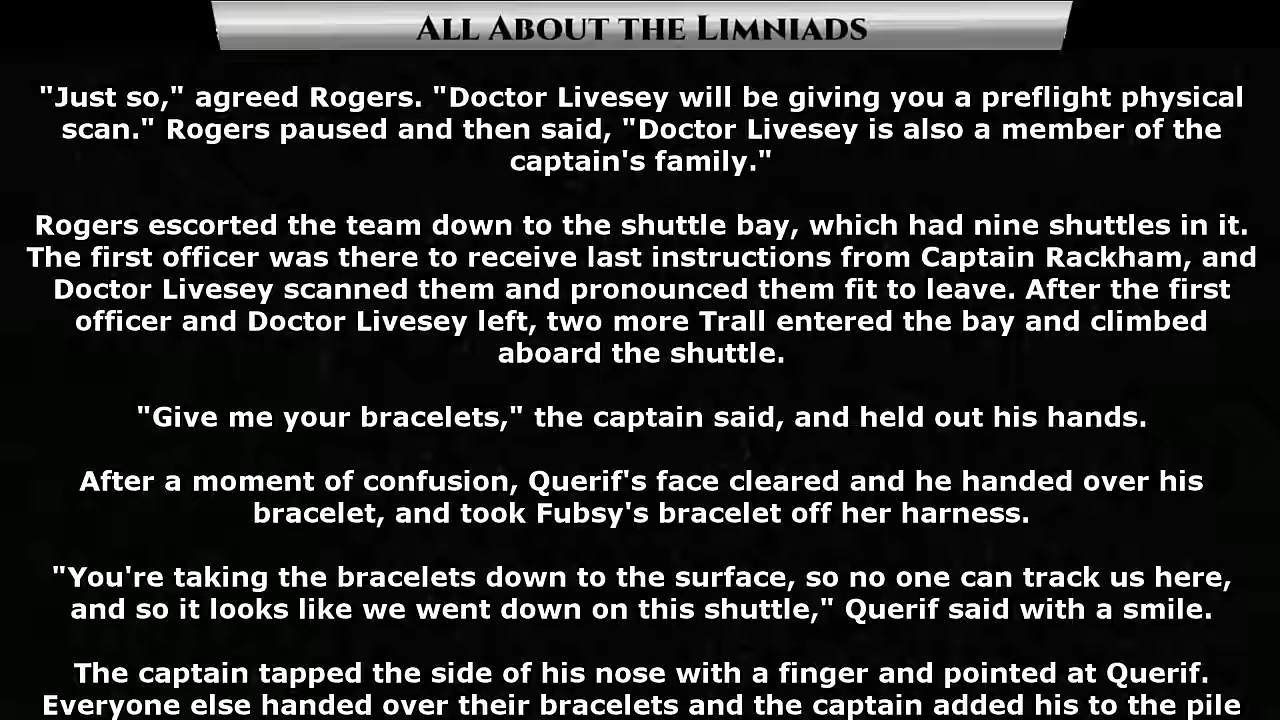 All About the Limniads
"Just so," agreed Rogers. "Doctor Livesey will be giving you a preflight physical
scan." Rogers paused and then said, "Doctor Livesey is also a member of the
captain's family."
Rogers escorted the team down to the shuttle bay, which had nine shuttles in it.
The first officer was there to receive last instructions from Captain Rackham, and
Doctor Livesey scanned them and pronounced them fit to leave. After the first
officer and Doctor Livesey left, two more Trall entered the bay and climbed
aboard the shuttle.
"Give me your bracelets," the captain said, and held out his hands.
After a moment of confusion, Querif's face cleared and he handed over his
bracelet, and took Fubsy's bracelet off her harness.
"You're taking the bracelets down to the surface, so no one can track us here,
and so it looks like we went down on this shuttle," Querif said with a smile.
The captain tapped the side of his nose with a finger and pointed at Querif.
Everyone else handed over their bracelets and the captain added his to the pile